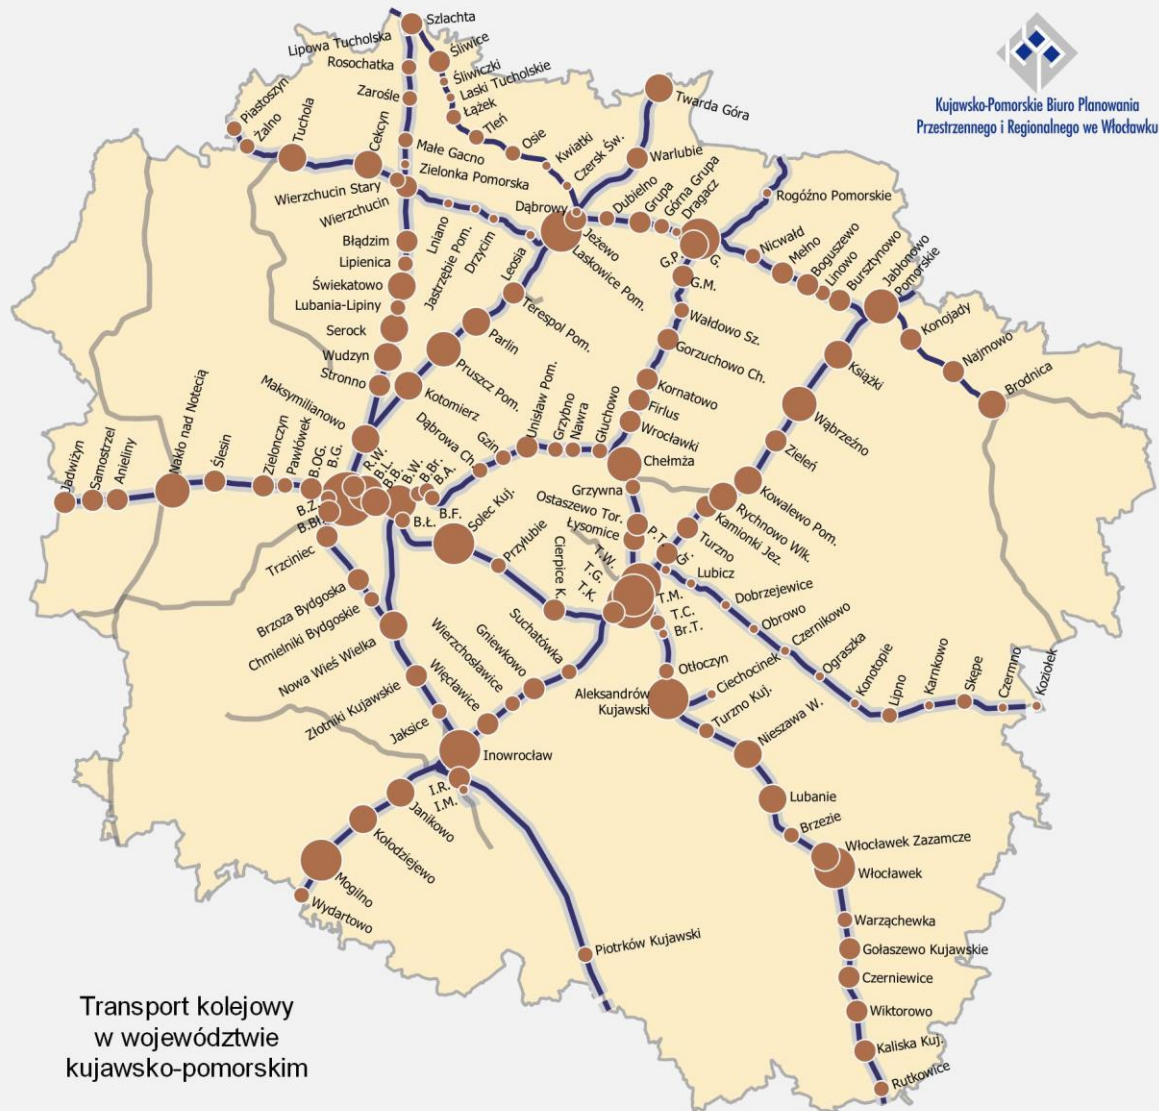 Kujawsko-Pomorskie Biuro Planowania
Przestrzennego i Regionalnego we Włocławku
Szlachta
Lipowa Tucholska
Śliwice
Rosochatka
Śliwiczki
Laski Tucholskie
Zarośle
Łążek
Tleń
Osie
Kwiatki
Czersk Św.
Twarda Góra
Warlubie
Piastoszyn
Żalno
Tuchola
Cekcyn
Małe Gacno
Zielonka Pomorska
Wierzchucin Stary
Wierzchucin
Dąbrowy
Jeżewo
Laskowice Pom.
Dubielno
Grupa
Górna Grupa
Dragacz
Rogóźno Pomorskie
G.P.
G.
G.M.
Nicwałd
Mełno
Boguszewo
Linowo
Bursztynowo
Jabłonowo
Pomorskie
Konojady
Najmowo
Brodnica
Błądzim
Lipienica
Lniano
Jastrzębie Pom.
Drzycim
Leosia
Świekatowo
Lubania-Lipiny
Serock
Wudzyn
Stronno
Terespol Pom.
Parlin
Pruszcz Pom.
Kotomierz
Maksymilianowo
Wałdowo Sz.
Gorzuchowo Ch.
Kornatowo
Firlus
Wrocławki
Chełmża
Książki
Wąbrzeźno
Zieleń
Kowalewo Pom.
Rychnowo Wlk.
Kamionki Jez.
Turzno
Dąbrowa Ch.
Gzin
Unisław Pom.
Grzybno
Nawra
Głuchowo
Jadwiżyn
Samostrzel
Anieliny
Nakło nad Notecią
Ślesin
Zielonczyn
Pawłówek
B.OG.
B.G.
R.W.
B.L.
B.B.
B.W.
B.Br.
B.A.
B.Z.
B.Bl.
B.F.
B.Ł.
Solec Kuj.
Przyłubie
Cierpice K.
Grzywna
Ostaszewo Tor.
Łysomice
P.T.
Gr.
T.W.
T.G.
T.K.
T.M.
T.C.
Br.T.
Lubicz
Dobrzejewice
Obrowo
Czernikowo
Ograszka
Konotopie
Lipno
Karnkowo
Skępe
Czermno
Koziołek
Trzciniec
Brzoza Bydgoska
Chmielniki Bydgoskie
Nowa Wieś Wielka
Złotniki Kujawskie
Jaksice
Więcławice
Wierzchosławice
Gniewkowo
Suchatówka
Otłoczyn
Ciechocinek
Aleksandrów
Kujawski
Turzno Kuj.
Nieszawa W.
Lubanie
Brzezie
Włocławek Zazamcze
Włocławek
Warząchewka
Gołaszewo Kujawskie
Czerniewice
Wiktorowo
Kaliska Kuj.
Rutkowice
Inowrocław
I.R.
I.M.
Janikowo
Kołodziejewo
Mogilno
Wydartowo
Piotrków Kujawski
Transport kolejowy
w województwie
kujawsko-pomorskim